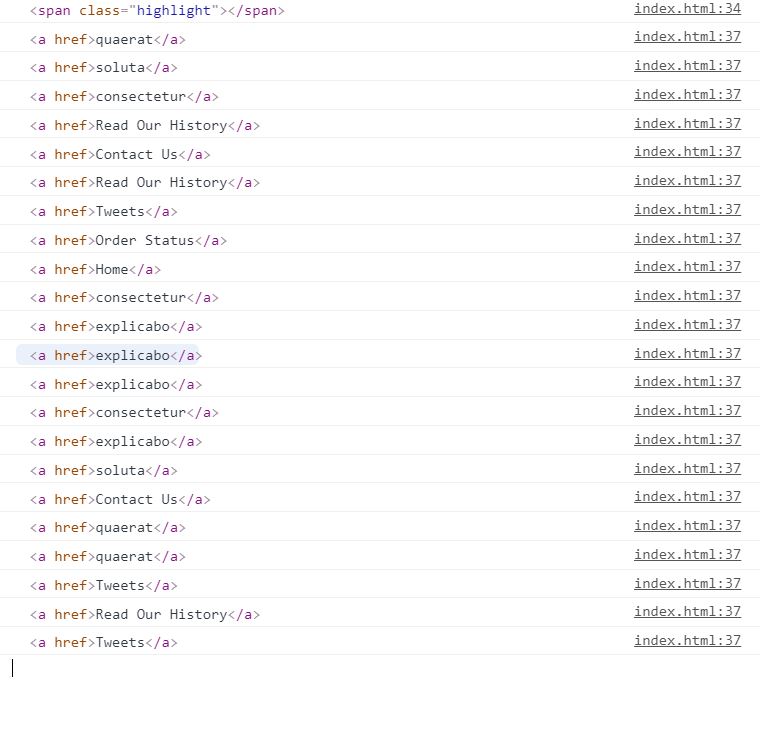 <span class="highlight"></span> index.html:34
<a href>quaerat</a> index.html:37
<a href>soluta</a> index.html:37
<a href>consectetur</a> index.html:37
<a href>Read Our History</a> index.html:37
<a href>Contact Us</a> index.html:37
<a href>Read Our History</a> index.html:37
<a href>Tweets</a> index.html:37
<a href>Order Status</a> index.html:37
<a href>Home</a> index.html:37
<a href>consectetur</a> index.html:37
<a href>explicabo</a> index.html:37
<a href>explicabo</a> index.html:37
<a href>explicabo</a> index.html:37
<a href>consectetur</a> index.html:37
<a href>explicabo</a> index.html:37
<a href>soluta</a> index.html:37
<a href>Contact Us</a> index.html:37
<a href>quaerat</a> index.html:37
<a href>quaerat</a> index.html:37
<a href>Tweets</a> index.html:37
<a href>Read Our History</a> index.html:37
<a href>Tweets</a> index.html:37